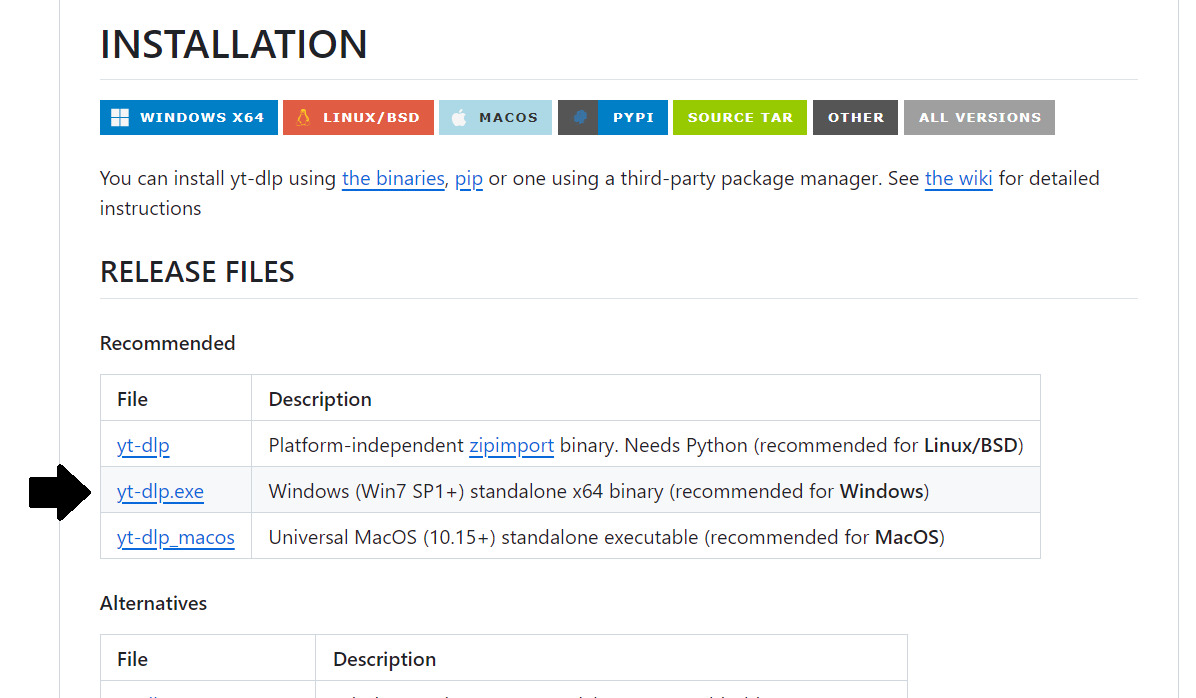 INSTALLATION
WINDOWS X64 LINUX/BSD MACOS PYPI SOURCE TAR OTHER ALL VERSIONS
You can install yt-dlp using the binaries, pip or one using a third-party package manager. See the wiki for detailed
instructions
RELEASE FILES
Recommended
File Description
yt-dlp Platform-independent zipimport binary. Needs Python (recommended for Linux/BSD)
yt-dlp.exe Windows (Win7 SP1+) standalone x64 binary (recommended for Windows)
yt-dlp_macos Universal MacOS (10.15+) standalone executable (recommended for MacOS)
Alternatives
File Description